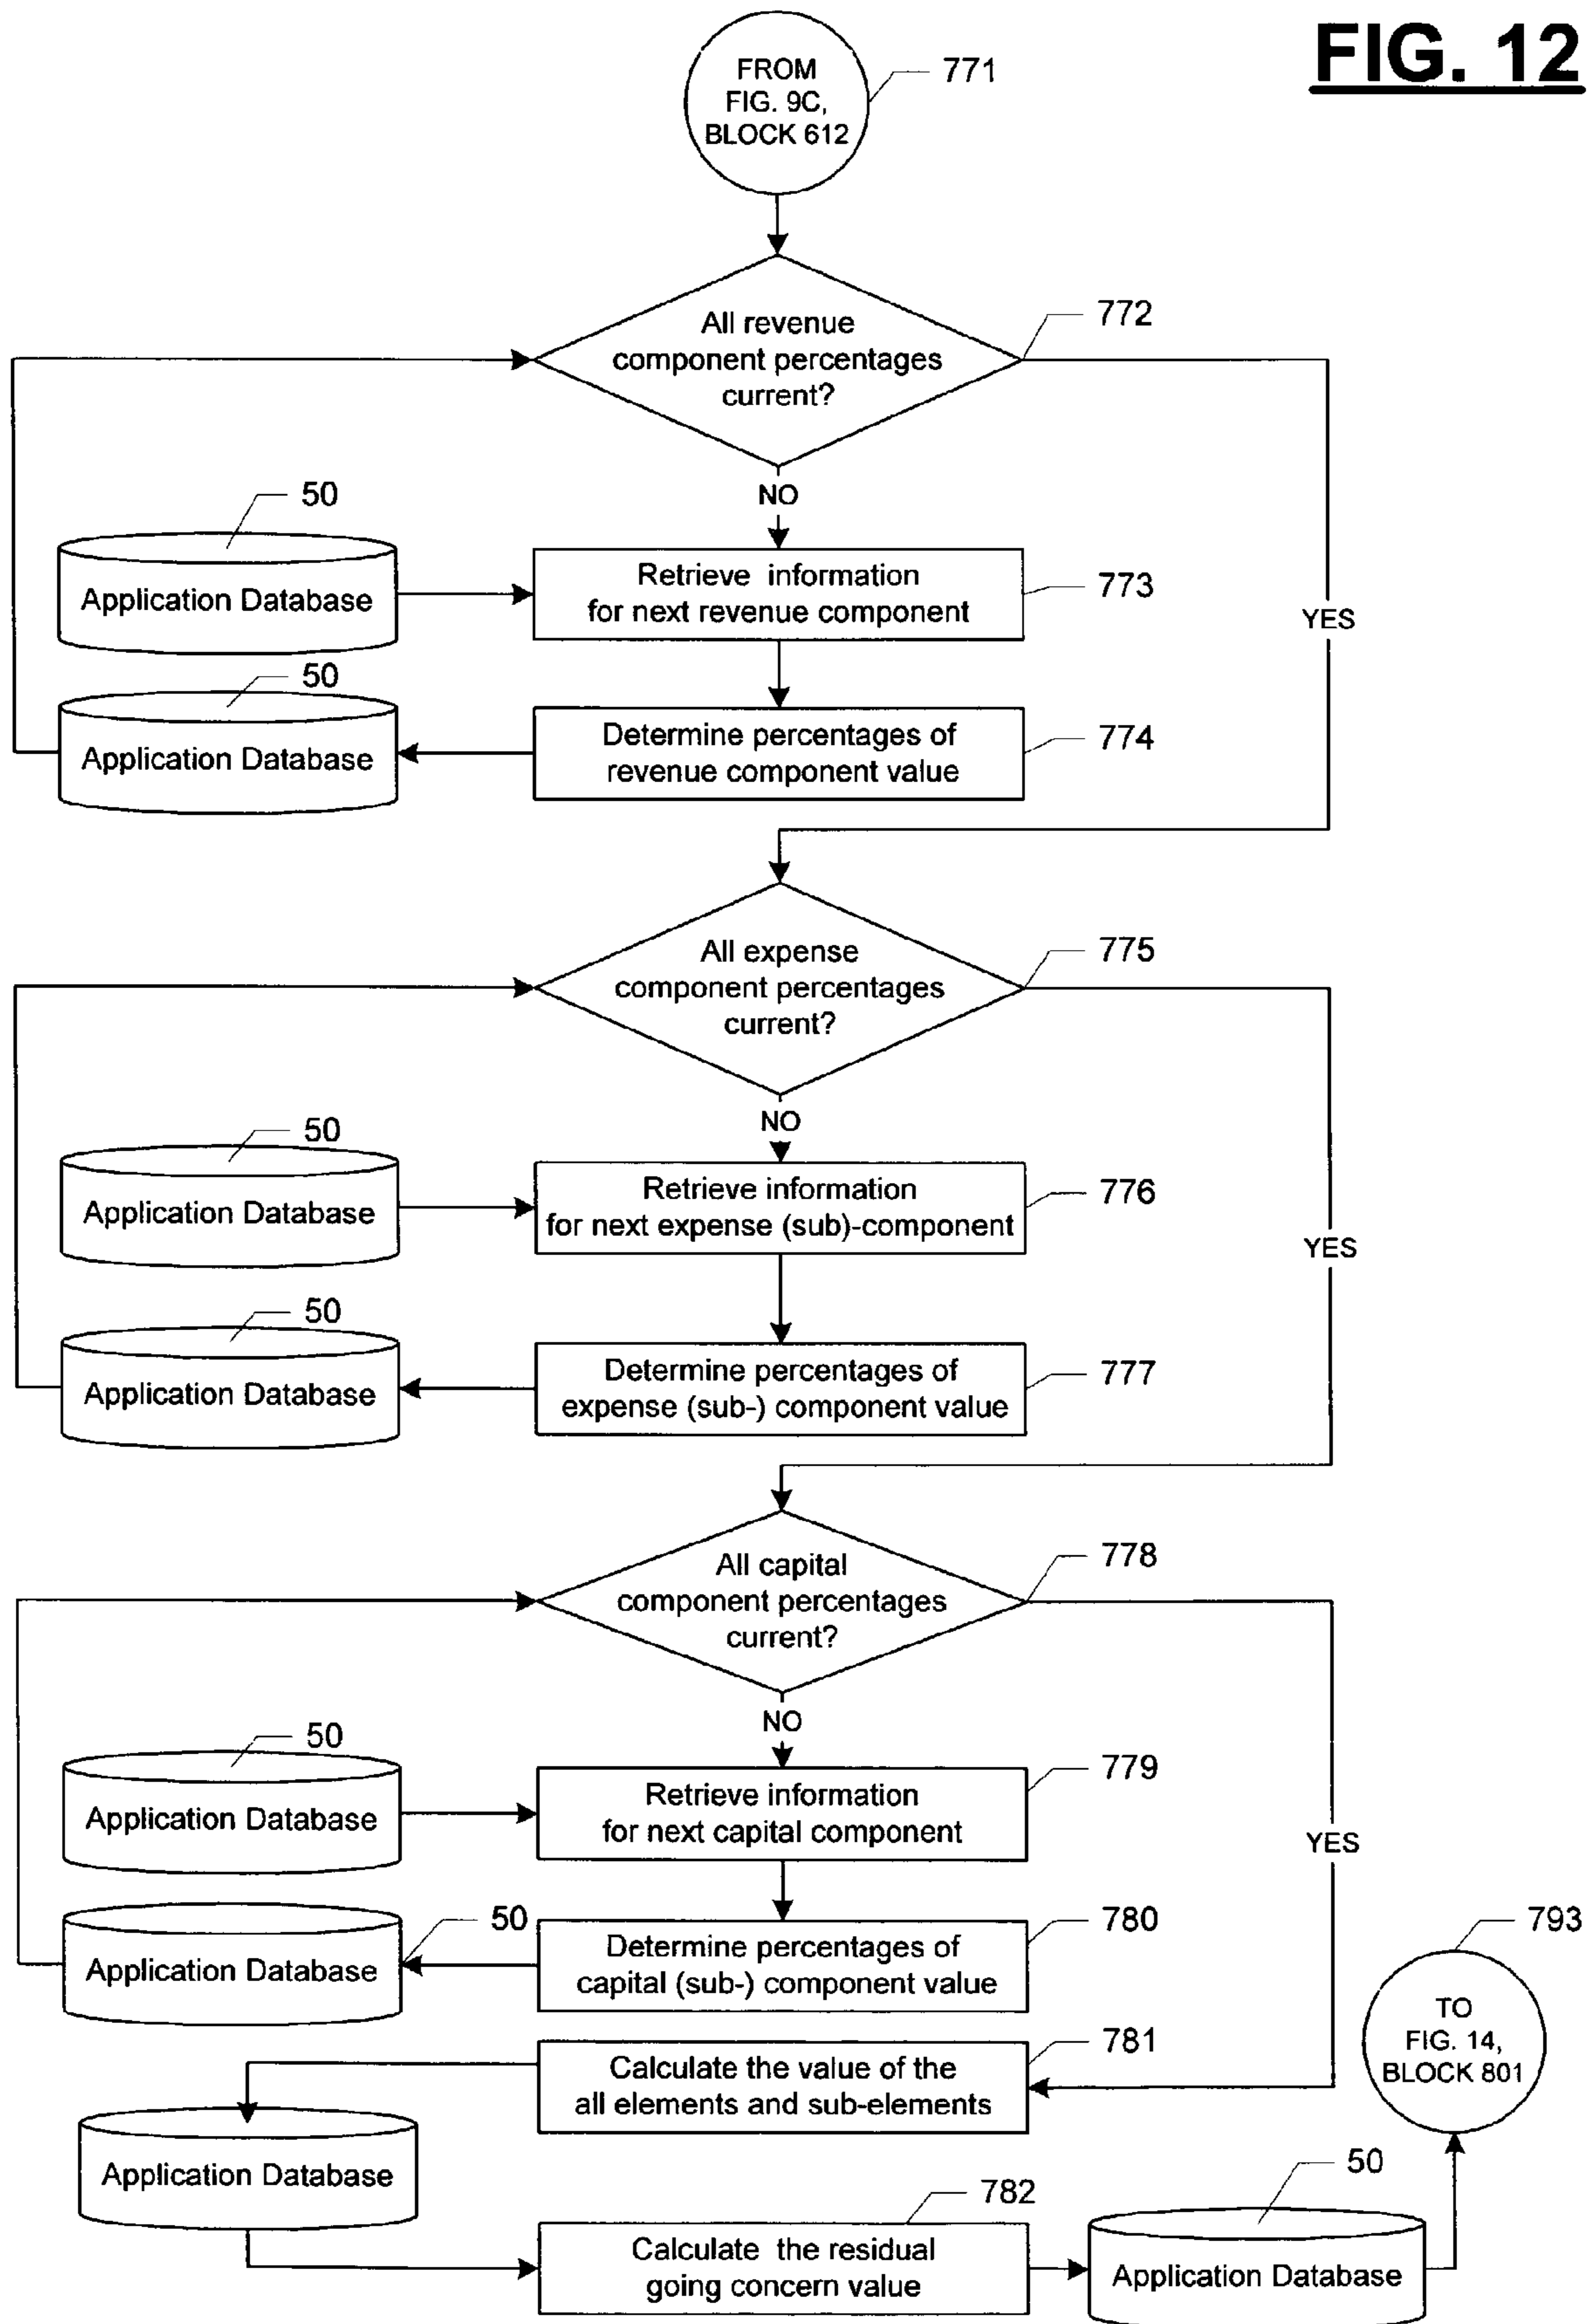 FIG. 12
FROM
FIG. 9C,
BLOCK 612
771
All revenue
component percentages
current?
772
NO
YES
50
Application Database
Retrieve information
for next revenue component
773
50
Application Database
Determine percentages of
revenue component value
774
All expense
component percentages
current?
775
NO
YES
50
Application Database
Retrieve information
for next expense (sub)-component
776
50
Application Database
Determine percentages of
expense (sub-) component value
777
All capital
component percentages
current?
778
NO
YES
50
Application Database
Retrieve information
for next capital component
779
50
Application Database
Determine percentages of
capital (sub-) component value
780
793
TO
FIG. 14,
BLOCK 801
Calculate the value of the
all elements and sub-elements
781
Application Database
Calculate the residual
going concern value
782
50
Application Database